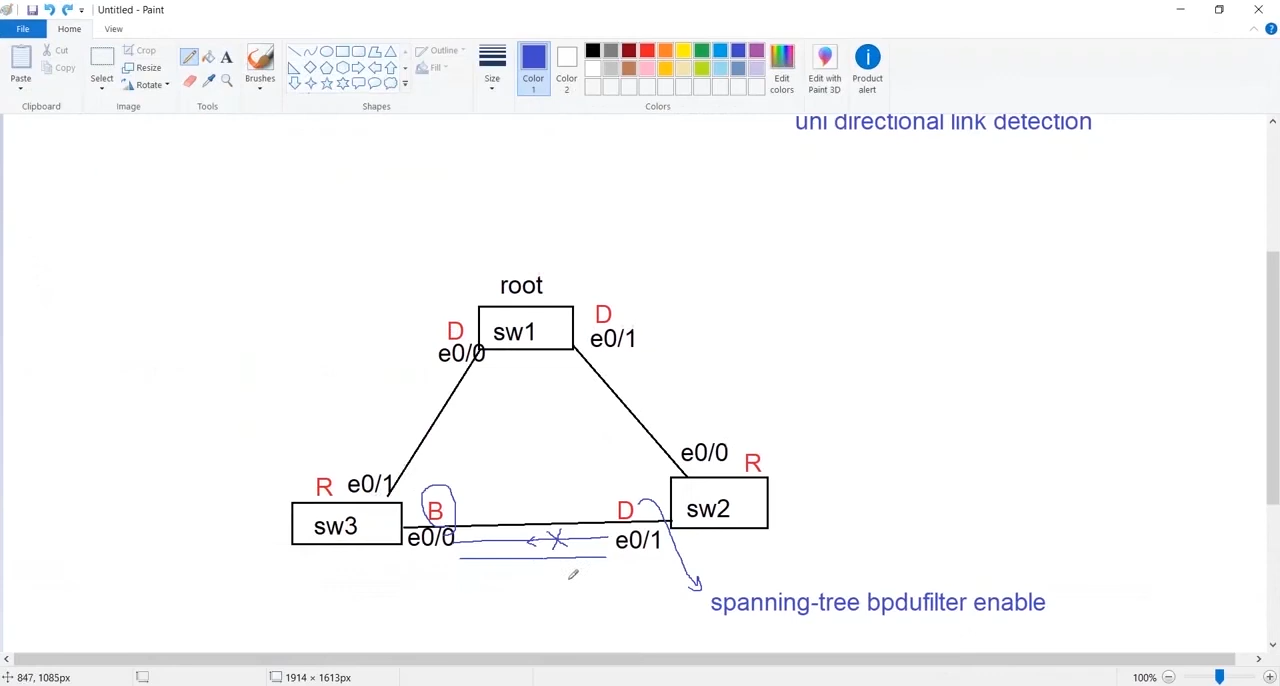 Untitled - Paint
File
Home
View
Paste
Cut
Copy
Clipboard
Select
Crop
Resize
Rotate
Image
A
Tools
Brushes
Shapes
Outline
Fill
Size
Color
1
Color
2
Edit
colors
Colors
Edit with
Paint 3D
Product
alert
uni directional link detection
root
D
sw1
D
e0/0
e0/1
e0/0
R
R
e0/1
B
D
sw2
sw3
e0/0
e0/1
spanning-tree bpdufilter enable
847, 1085px
1914 × 1613px
100%